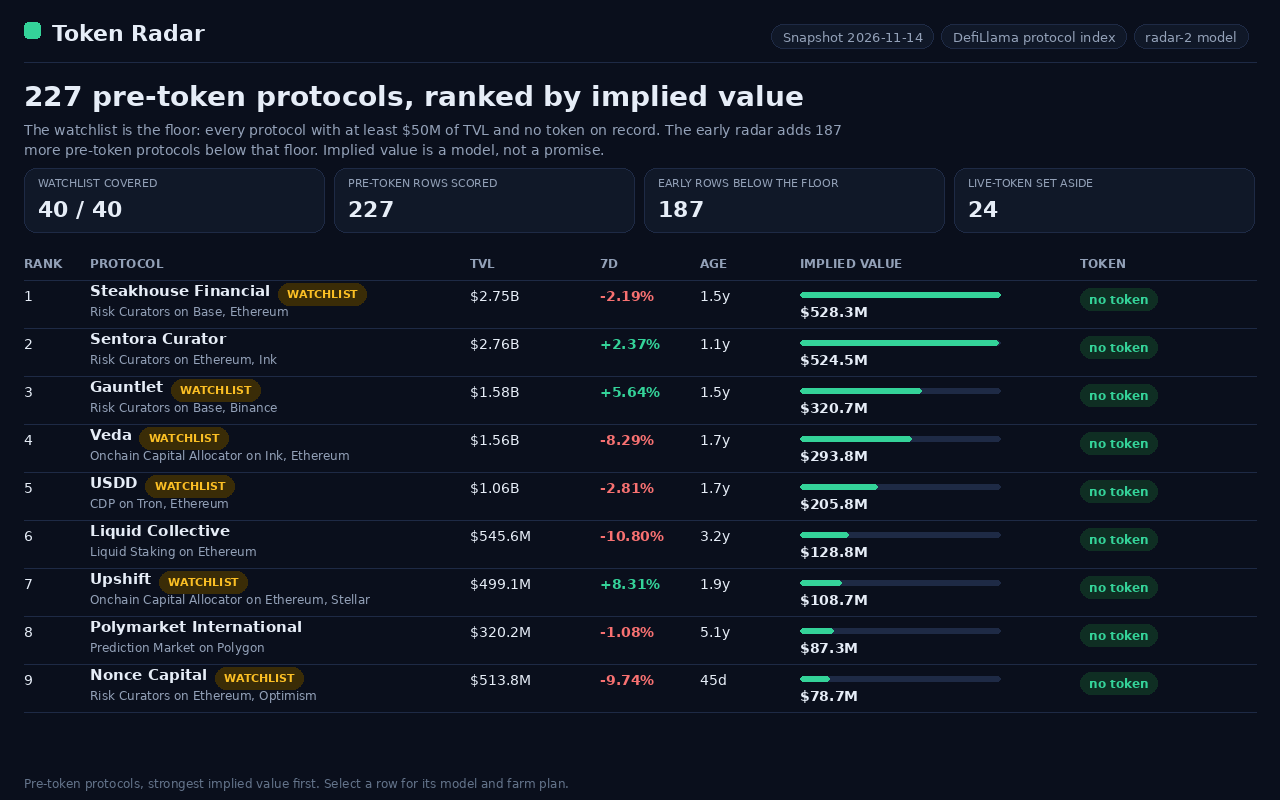 Token Radar
Snapshot 2026-11-14
DefiLlama protocol index
radar-2 model
227 pre-token protocols, ranked by implied value
The watchlist is the floor: every protocol with at least $50M of TVL and no token on record. The early radar adds 187
more pre-token protocols below that floor. Implied value is a model, not a promise.
WATCHLIST COVERED
40 / 40
PRE-TOKEN ROWS SCORED
227
EARLY ROWS BELOW THE FLOOR
187
LIVE-TOKEN SET ASIDE
24
RANK PROTOCOL TVL 7D AGE IMPLIED VALUE TOKEN
1 Steakhouse Financial WATCHLIST $2.75B -2.19% 1.5y no token
Risk Curators on Base, Ethereum $528.3M
2 Sentora Curator $2.76B +2.37% 1.1y no token
Risk Curators on Ethereum, Ink $524.5M
3 Gauntlet WATCHLIST $1.58B +5.64% 1.5y no token
Risk Curators on Base, Binance $320.7M
4 Veda WATCHLIST $1.56B -8.29% 1.7y no token
Onchain Capital Allocator on Ink, Ethereum $293.8M
5 USDD WATCHLIST $1.06B -2.81% 1.7y no token
CDP on Tron, Ethereum $205.8M
6 Liquid Collective $545.6M -10.80% 3.2y no token
Liquid Staking on Ethereum $128.8M
7 Upshift WATCHLIST $499.1M +8.31% 1.9y no token
Onchain Capital Allocator on Ethereum, Stellar $108.7M
8 Polymarket International $320.2M -1.08% 5.1y no token
Prediction Market on Polygon $87.3M
9 Nonce Capital WATCHLIST $513.8M -9.74% 45d no token
Risk Curators on Ethereum, Optimism $78.7M
Pre-token protocols, strongest implied value first. Select a row for its model and farm plan.